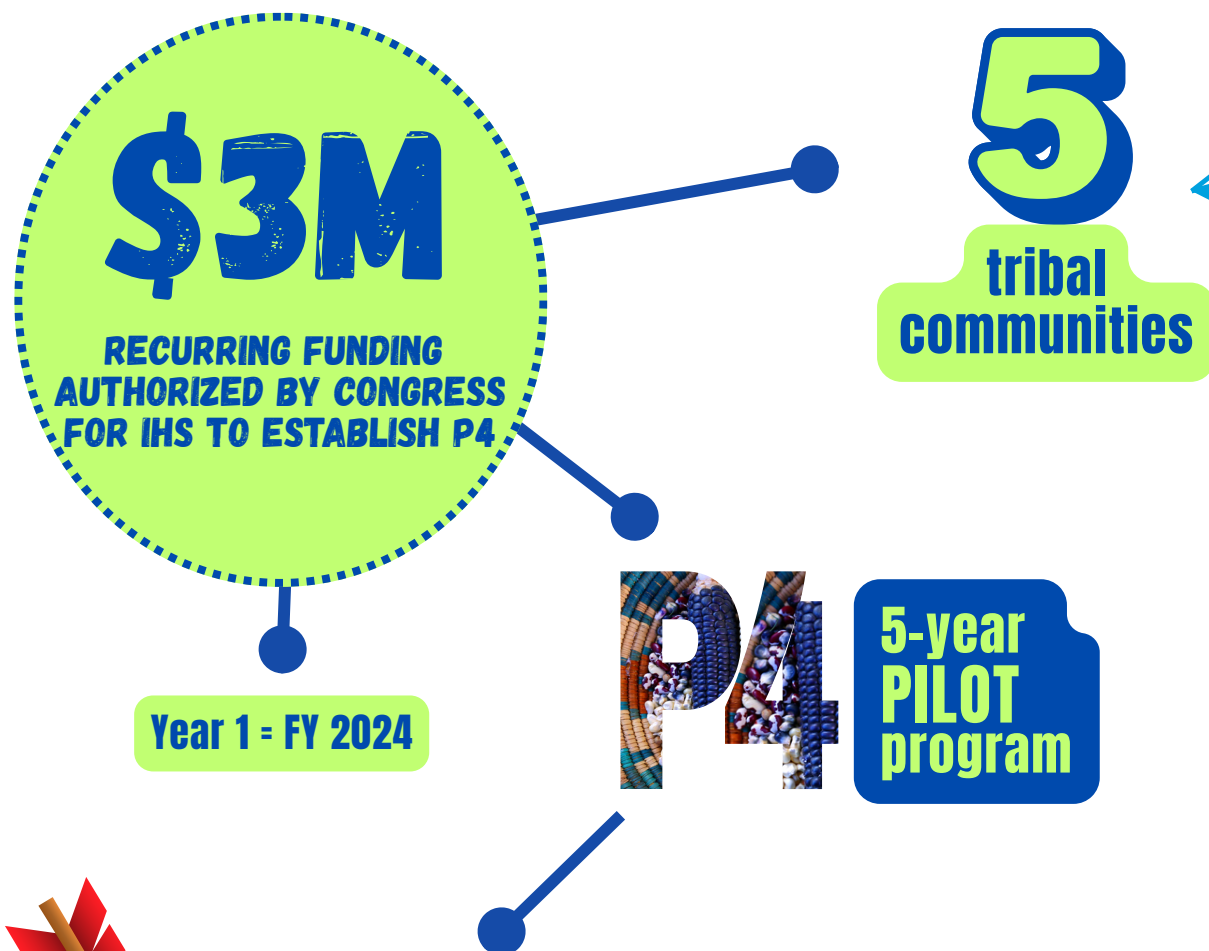 $3M
RECURRING FUNDING
AUTHORIZED BY CONGRESS
FOR IHS TO ESTABLISH P4
5
tribal
communities
Year 1 = FY 2024
P4
5-year
PILOT
program